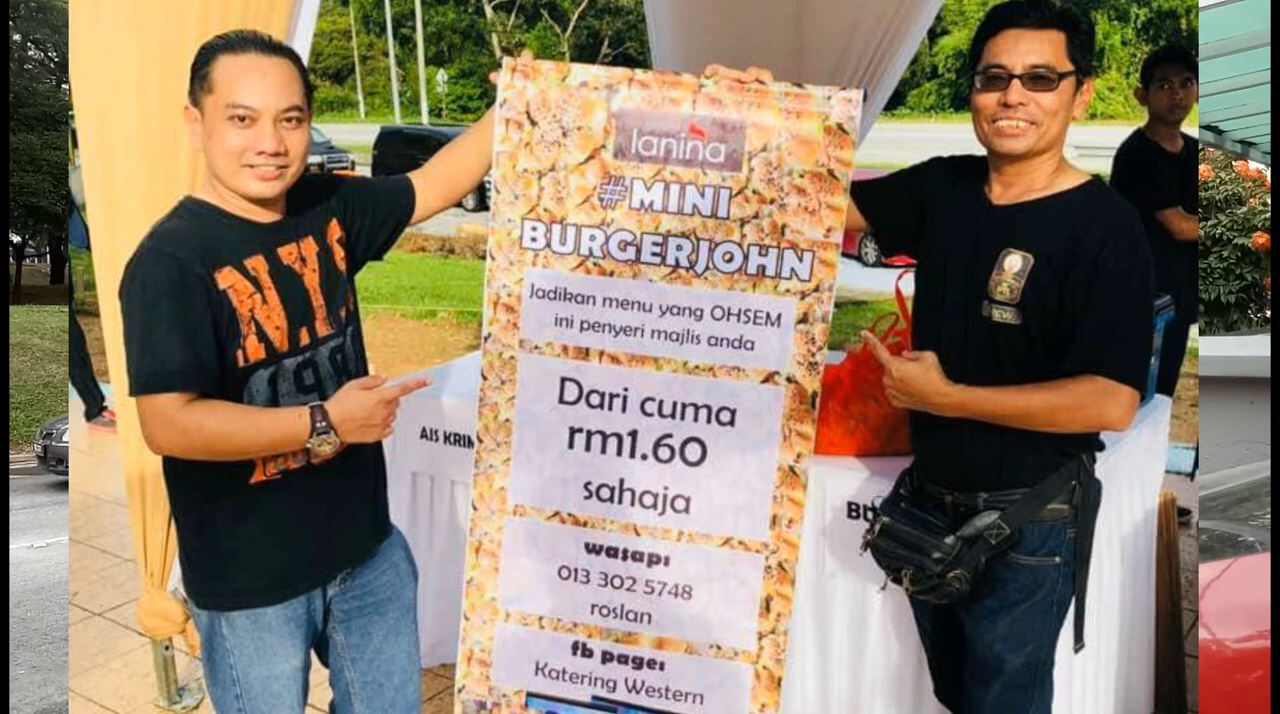 lanina
#MINI
BURGERJOHN
Jadikan menu yang OHSEM
ini penyeri majlis anda
Dari cuma
rm1.60
sahaja
wasap:
013 302 5748
roslan
fb page:
Katering Western
N.Y.S
AIS KRIM